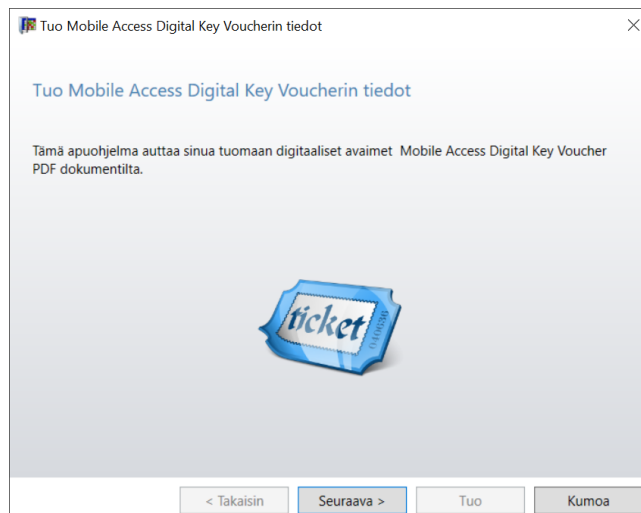 Tuo Mobile Access Digital Key Voucherin tiedot
Tuo Mobile Access Digital Key Voucherin tiedot
Tämä apuohjelma auttaa sinua tuomaan digitaaliset avaimet  Mobile Access Digital Key Voucher
PDF dokumentilta.
ticket
< Takaisin
Seuraava >
Tuo
Kumoa